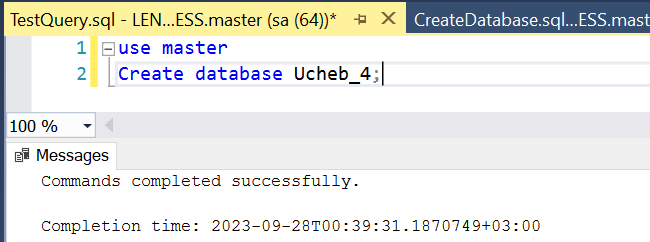 TestQuery.sql - LEN...ESS.master (sa (64))*
CreateDatabase.sql...ESS.mast
1 use master
2 Create database Ucheb_4;
100 %
Messages
Commands completed successfully.
Completion time: 2023-09-28T00:39:31.1870749+03:00